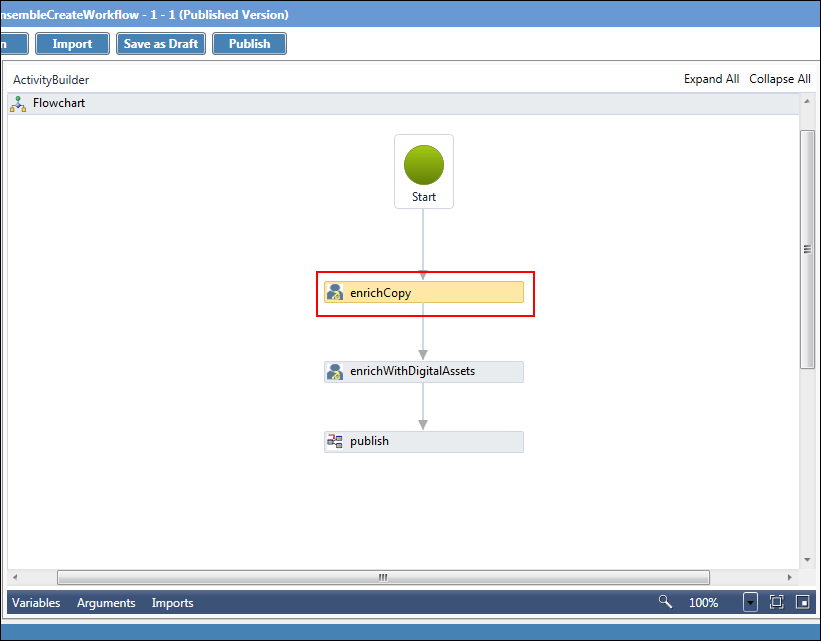 nsembleCreateWorkflow - 1 - 1 (Published Version)
n Import Save as Draft Publish
ActivityBuilder Expand All Collapse All
Flowchart
Start
enrichCopy
enrichWithDigitalAssets
publish
Variables Arguments Imports 100%